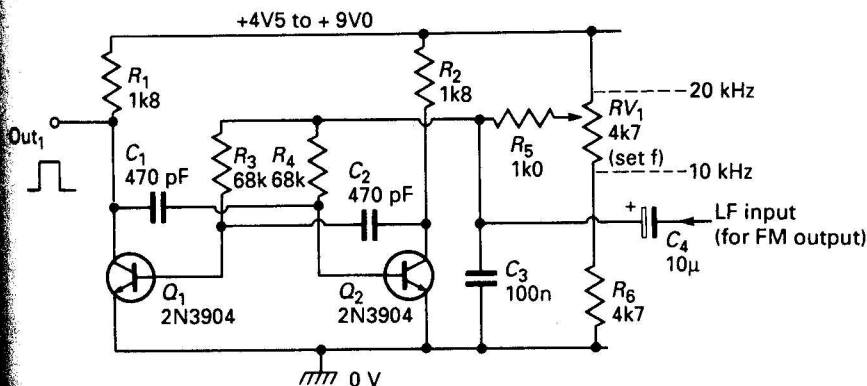 +4V5 to + 9V0
R1
1k8
R2
1k8
20 kHz
RV1
4k7
(set f)
10 kHz
Out1
C1
470 pF
R3
68k
R4
68k
C2
470 pF
R5
1k0
+
LF input
(for FM output)
C4
10µ
Q1
2N3904
Q2
2N3904
C3
100n
R6
4k7
0 V